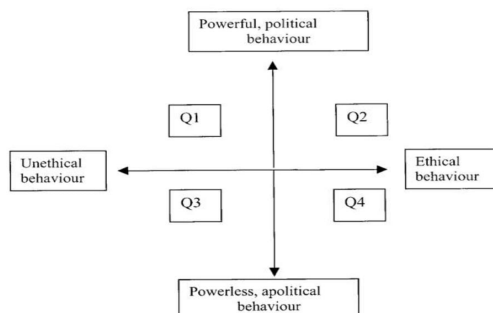 Powerful, political
behaviour
Q1
Q2
Unethical
behaviour
Ethical
behaviour
Q3
Q4
Powerless, apolitical
behaviour